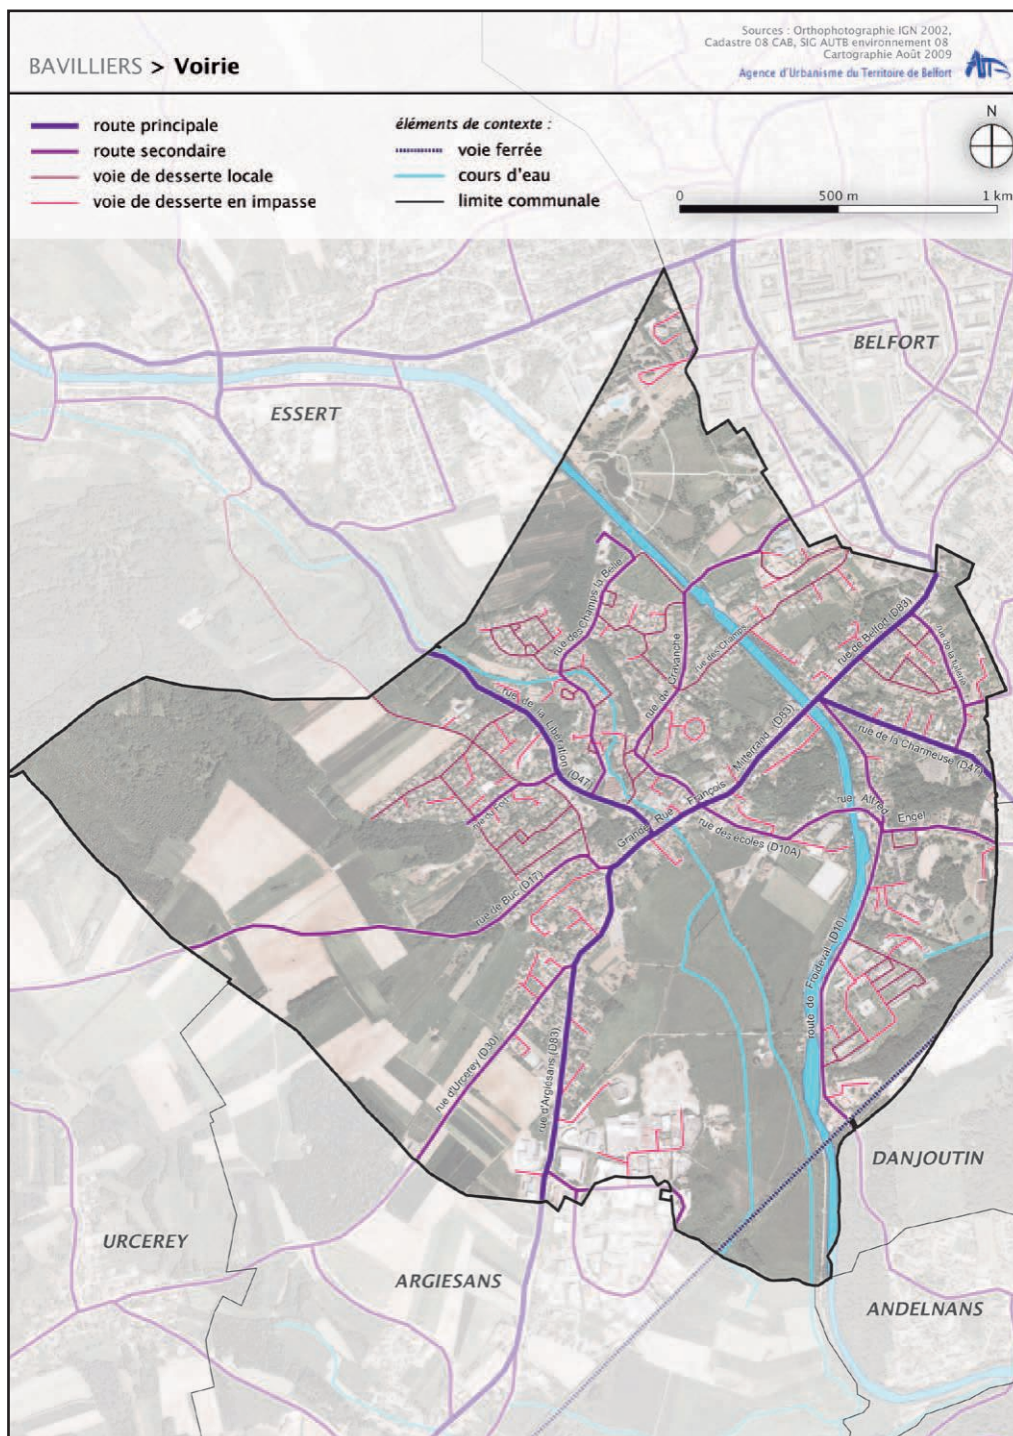 Sources : Orthophotographie IGN 2002,
Cadastre 08 CAB, SIG AUTB environnement 08
Cartographie Août 2009
Agence d'Urbanisme du Territoire de Belfort
BAVILLIERS > Voirie
route principale
route secondaire
voie de desserte locale
voie de desserte en impasse
éléments de contexte :
voie ferrée
cours d'eau
limite communale
N
0
500 m
1 km
BELFORT
ESSERT
rue des Champs la Belle
rue de Belfort (D83)
rue des Champs
rue de Gravanche
rue de la Libération (D47)
rue de la Charmeuse (D47)
Grande Rue François Mitterrand (D83)
rue Alfred Engel
rue des écoles (D10A)
rue de Buc (D17)
route de Froideval (D10)
rue d'Urcerey (D30)
rue d'Argiésans (D83)
DANJOUTIN
URCEREY
ARGIESANS
ANDELNANS